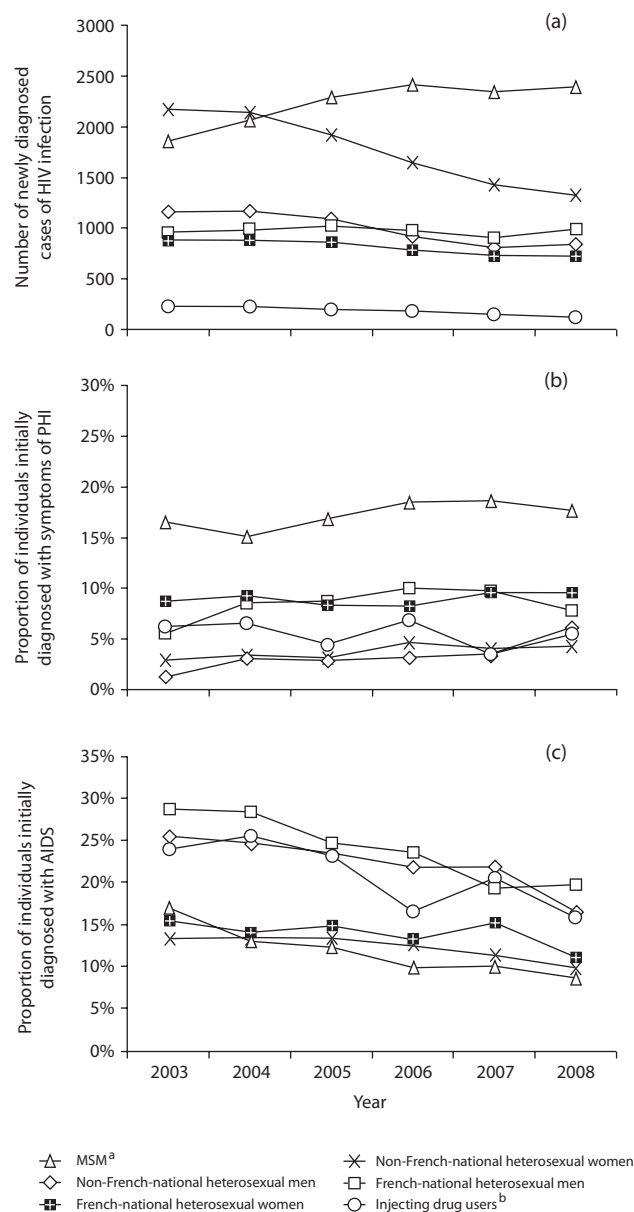 (a)
3000
2500
2000
1500
1000
500
0
Number of newly diagnosed
cases of HIV infection
(b)
30%
25%
20%
15%
10%
5%
0%
Proportion of individuals initially
diagnosed with symptoms of PHI
(c)
35%
30%
25%
20%
15%
10%
5%
0%
Proportion of individuals initially
diagnosed with AIDS
2003 2004 2005 2006 2007 2008
Year
MSMa
Non-French-national heterosexual men
French-national heterosexual women
Non-French-national heterosexual women
French-national heterosexual men
Injecting drug usersb